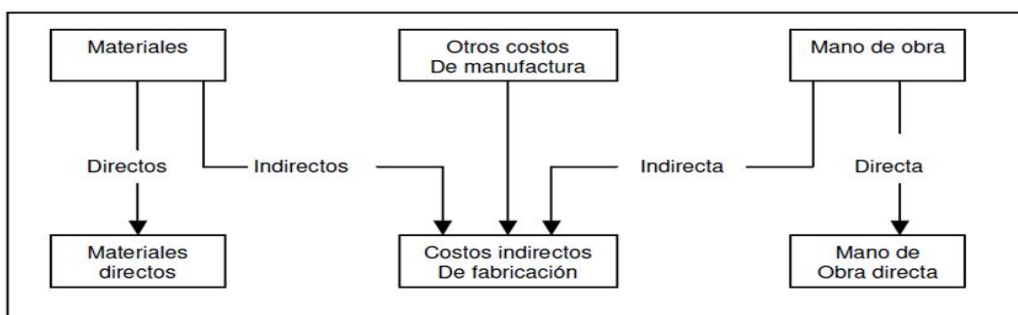 Materiales
Otros costos
De manufactura
Mano de obra
Directos
Indirectos
Indirecta
Directa
Materiales
directos
Costos indirectos
De fabricación
Mano de
Obra directa